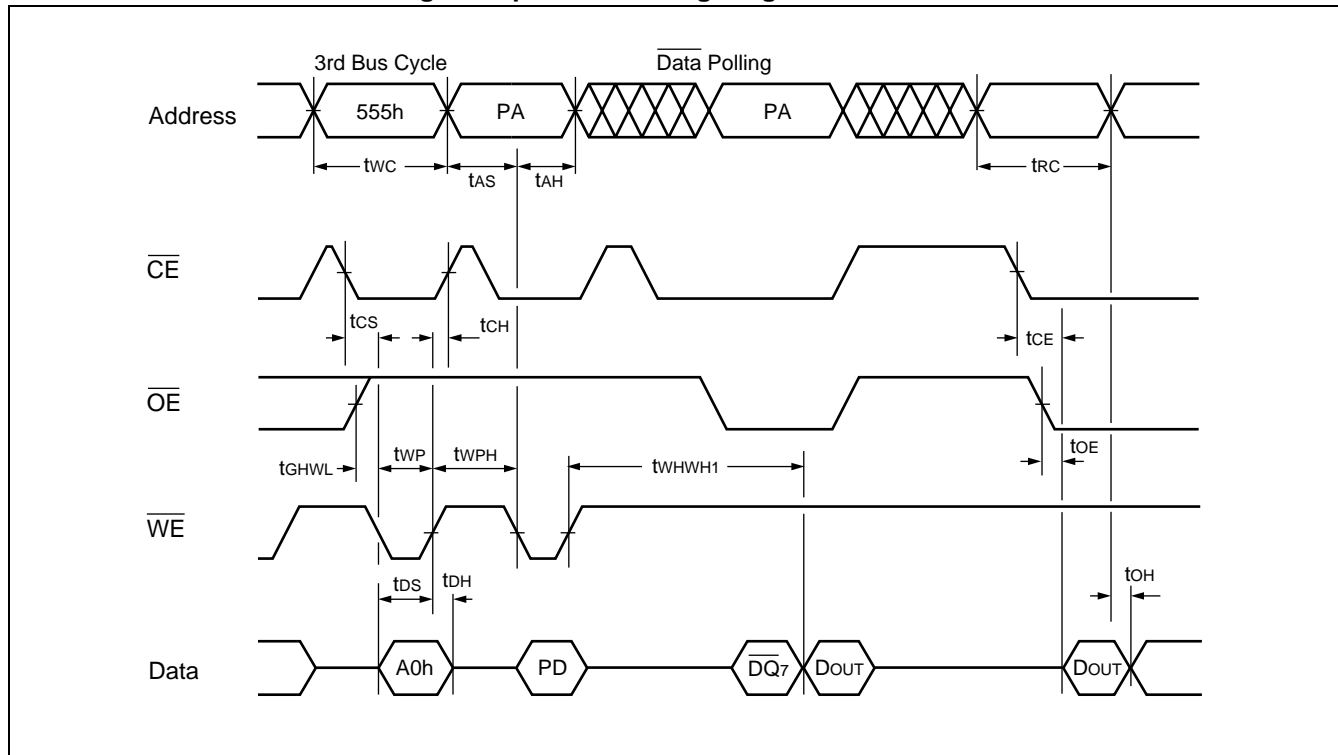 3rd Bus Cycle
Data Polling
Address
555h
PA
PA
tWC
tAS
tAH
tRC
CE
tCS
tCH
tCE
OE
tGHWL
tWP
tWPH
tWHWH1
tOE
WE
tDS
tDH
tOH
Data
A0h
PD
DQ7
DOUT
DOUT